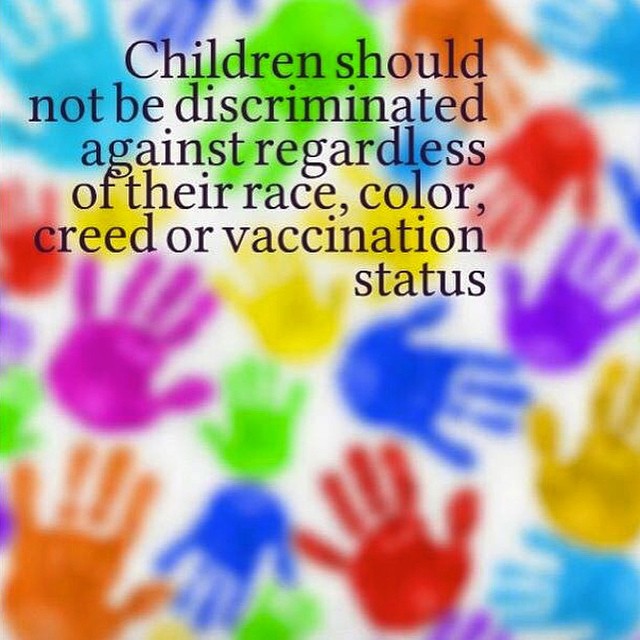 Children should
not be discriminated
against regardless
of their race, color,
creed or vaccination
status